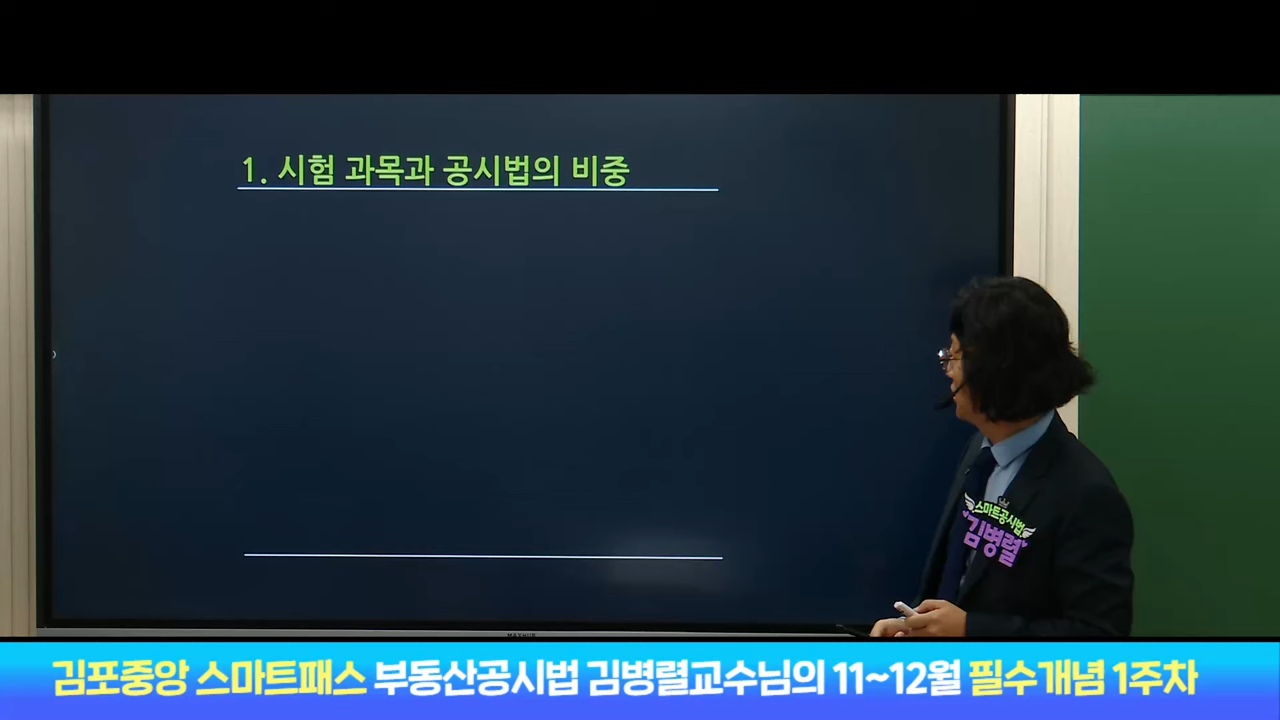 1. 시험 과목과 공시법의 비중
스마트공시법
김병렬
MAXHUB
김포중앙 스마트패스 부동산공시법 김병렬교수님의 11~12월 필수개념 1주차